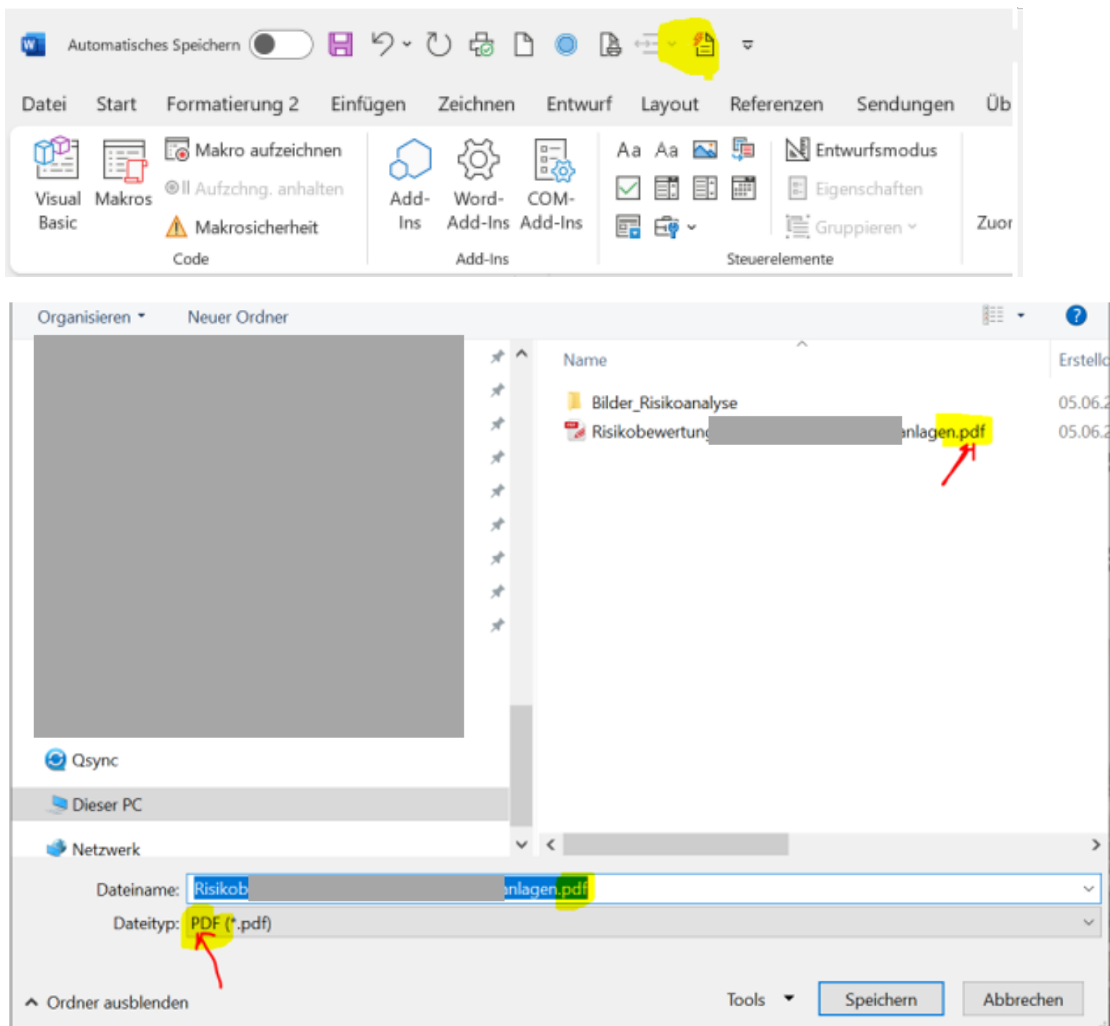 W Automatisches Speichern
Datei Start Formatierung 2 Einfügen Zeichnen Entwurf Layout Referenzen Sendungen Üb
Visual Basic
Makros
Makro aufzeichnen
Aufzchng. anhalten
Makrosicherheit
Code
Add-Ins
Word-Add-Ins
COM-Add-Ins
Add-Ins
Aa Aa
Entwurfsmodus
Eigenschaften
Gruppieren
Steuerelemente
Zuor
Organisieren Neuer Ordner ?
Name Erstello
Bilder_Risikoanalyse 05.06.2
Risikobewertung anlagen.pdf 05.06.2
Qsync
Dieser PC
Netzwerk
Dateiname: Risikob nlagen.pdf
Dateityp: PDF (*.pdf)
Ordner ausblenden Tools Speichern Abbrechen